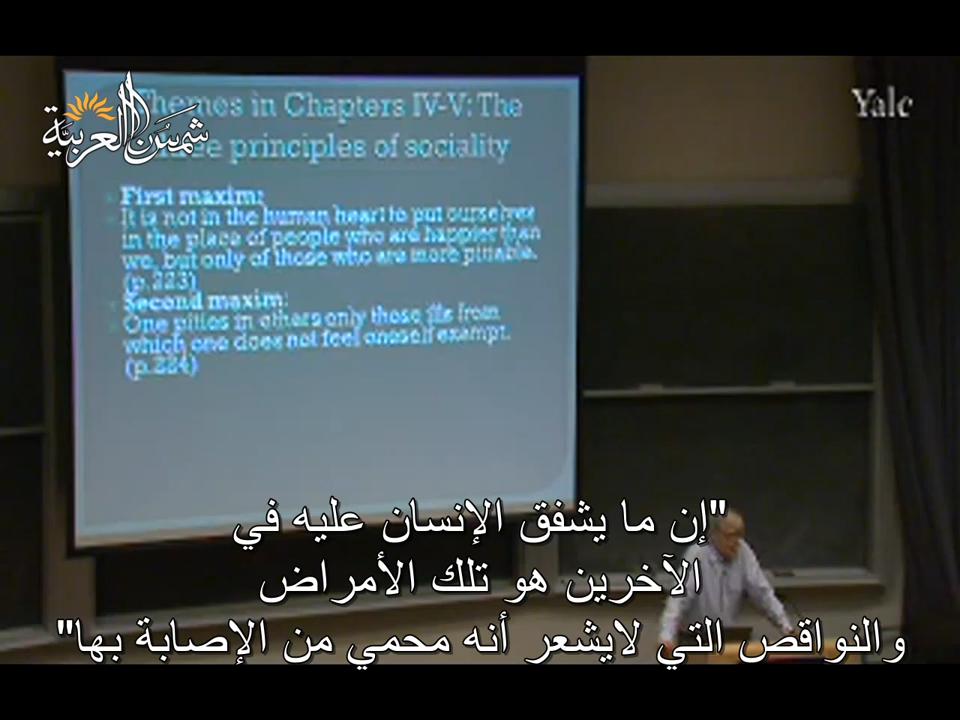 Themes in Chapters IV-V: The
principles of sociality
First maxim:
It is not in the human heart to put ourselves
in the place of people who are happier than
we, but only of those who are more pitiable.
(p.223)
Second maxim:
One pities in others only those ills from
which one does not feel oneself exempt.
(p.224)
شمس العربية
Yale
"إن ما يشفق الإنسان عليه في
الآخرين هو تلك الأمراض
والنواقص التي لايشعر أنه محمي من الإصابة بها"